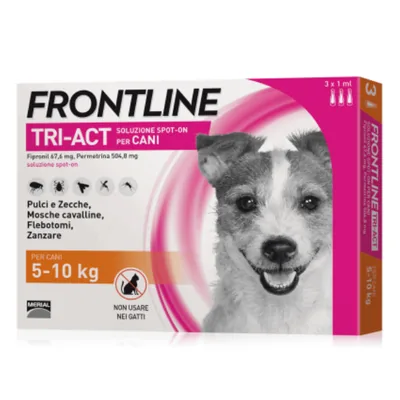 3 x 1 ml
FRONTLINE
TRI-ACT SOLUZIONE SPOT-ON
PER CANI
Fipronil 67,6 mg, Permetrina 504,8 mg
soluzione spot-on
Pulci e Zecche,
Mosche cavalline,
Flebotomi,
Zanzare
PER CANI
5-10 kg
NON USARE
NEI GATTI
MERIAL
3
FRONTLINE
TRI-ACT
PER CANI
5-10 kg